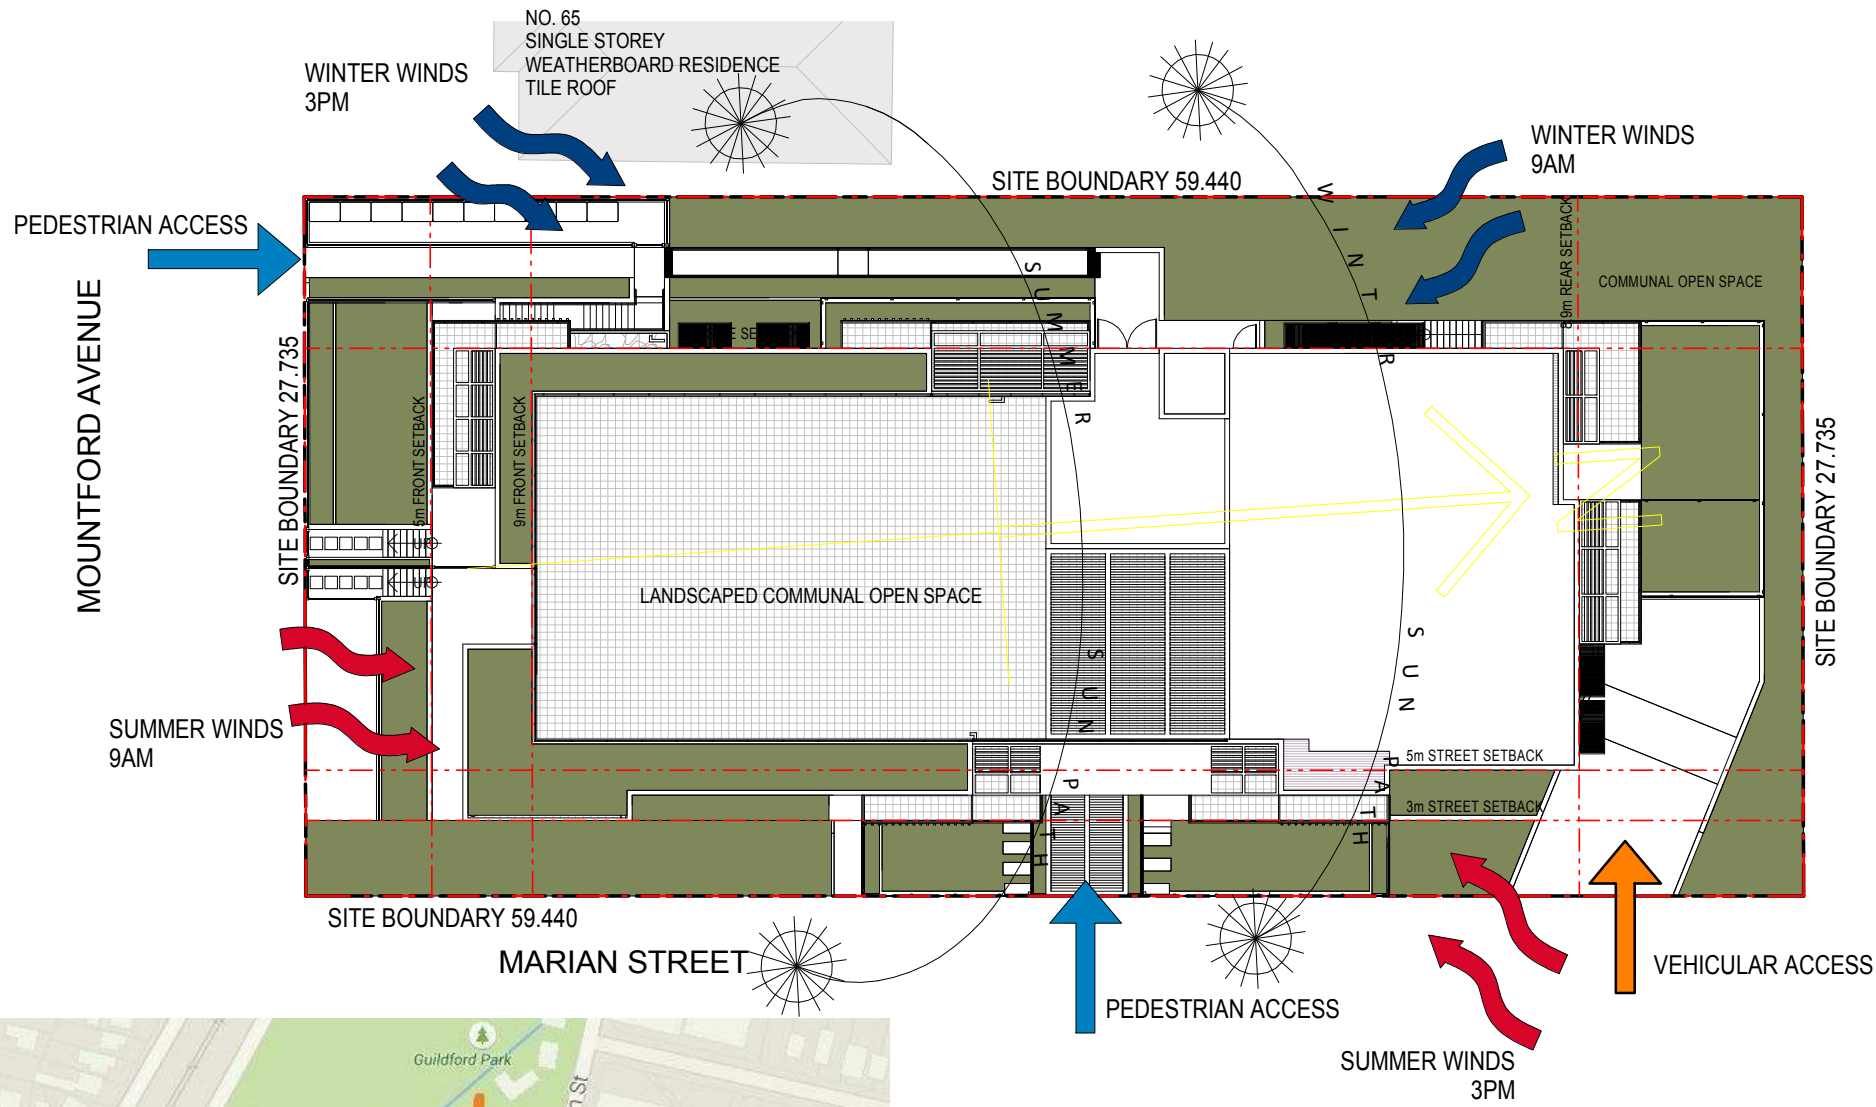 NO. 65
SINGLE STOREY
WEATHERBOARD RESIDENCE
TILE ROOF
WINTER WINDS
3PM
WINTER WINDS
9AM
SITE BOUNDARY 59.440
PEDESTRIAN ACCESS
MOUNTFORD AVENUE
SITE BOUNDARY 27.735
5m FRONT SETBACK
9m FRONT SETBACK
SUMMER SUN PATH
WINTER SUN PATH
8.9m REAR SETBACK
COMMUNAL OPEN SPACE
SITE BOUNDARY 27.735
UP
UP
LANDSCAPED COMMUNAL OPEN SPACE
SUMMER WINDS
9AM
5m STREET SETBACK
3m STREET SETBACK
SITE BOUNDARY 59.440
MARIAN STREET
PEDESTRIAN ACCESS
VEHICULAR ACCESS
SUMMER WINDS
3PM
Guildford Park